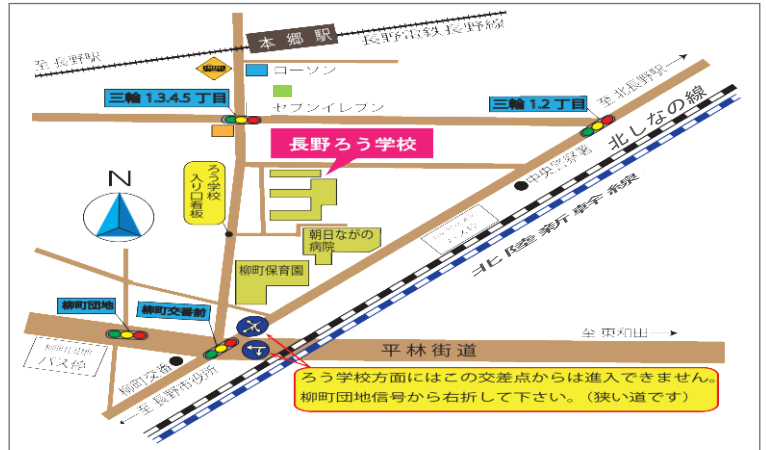 本郷駅
長野電鉄長野線
至 長野駅
ローソン
三輪 1.3.4.5 丁目
セブンイレブン
三輪 1.2 丁目
至 北長野駅
北しなの線
長野ろう学校
ろう学校
入り口看板
中央警察署
N
バス停
北陸新幹線
朝日ながの
病院
柳町保育園
柳町団地
柳町交番前
至 東和田
柳町団地
バス停
平林街道
柳町交番
至 長野市役所
ろう学校方面にはこの交差点からは進入できません。
柳町団地信号から右折して下さい。（狭い道です）